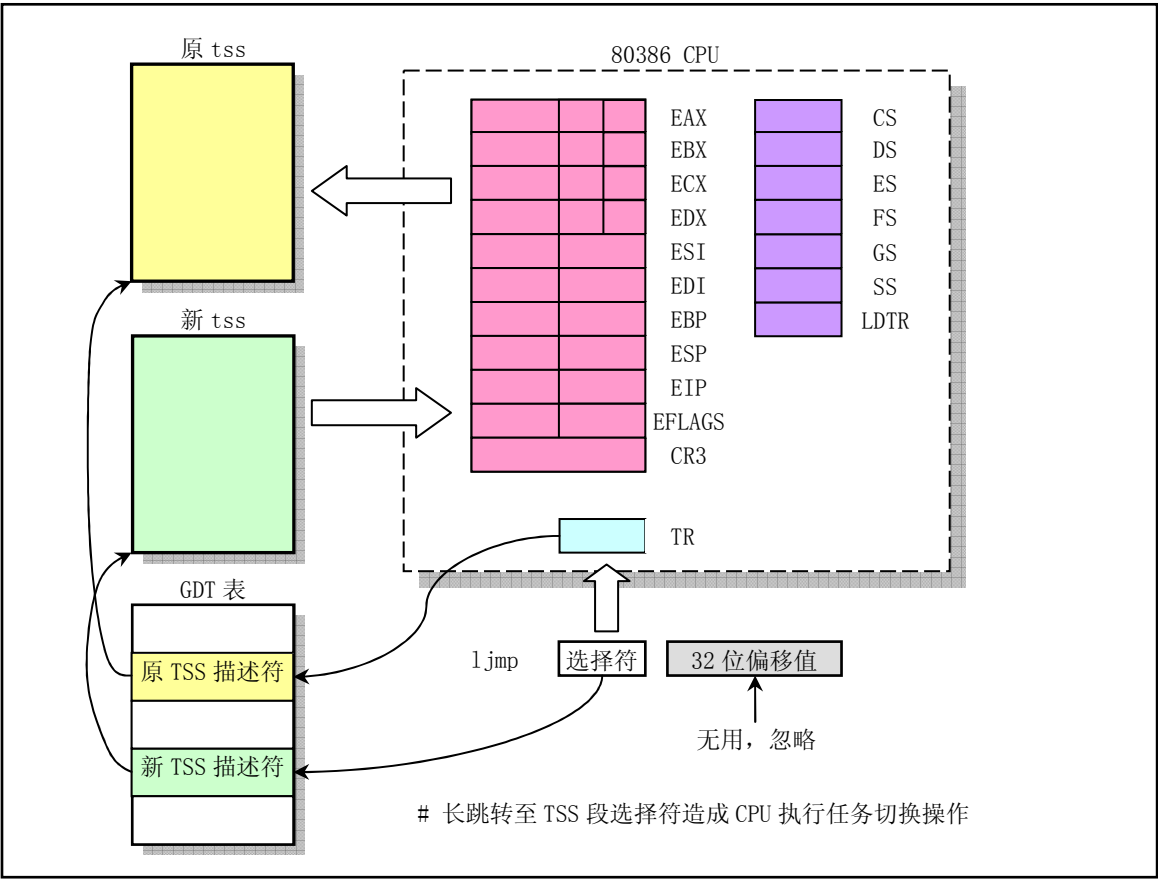 原 tss
80386 CPU
EAX
EBX
ECX
EDX
ESI
EDI
EBP
ESP
EIP
EFLAGS
CR3
CS
DS
ES
FS
GS
SS
LDTR
新 tss
TR
GDT 表
原 TSS 描述符
新 TSS 描述符
ljmp 选择符 32 位偏移值
无用，忽略
# 长跳转至 TSS 段选择符造成 CPU 执行任务切换操作